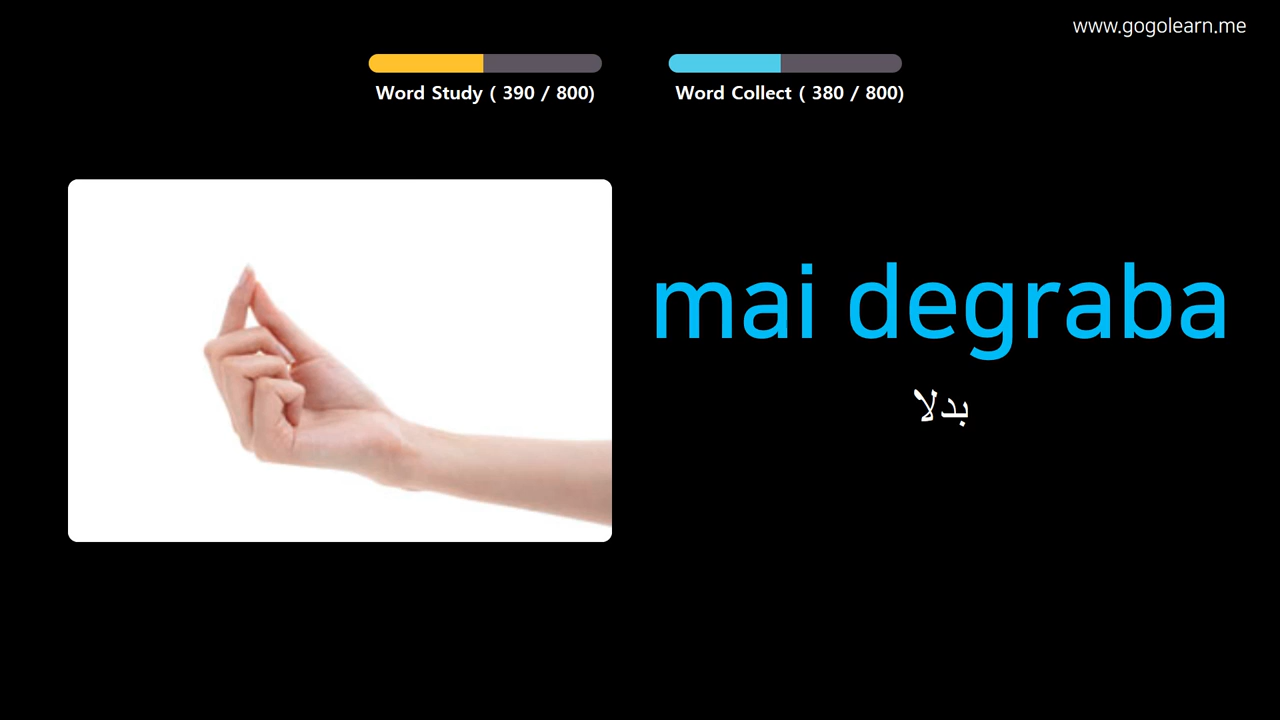 www.gogolearn.me
Word Study ( 390 / 800)
Word Collect ( 380 / 800)
mai degraba
بدلا